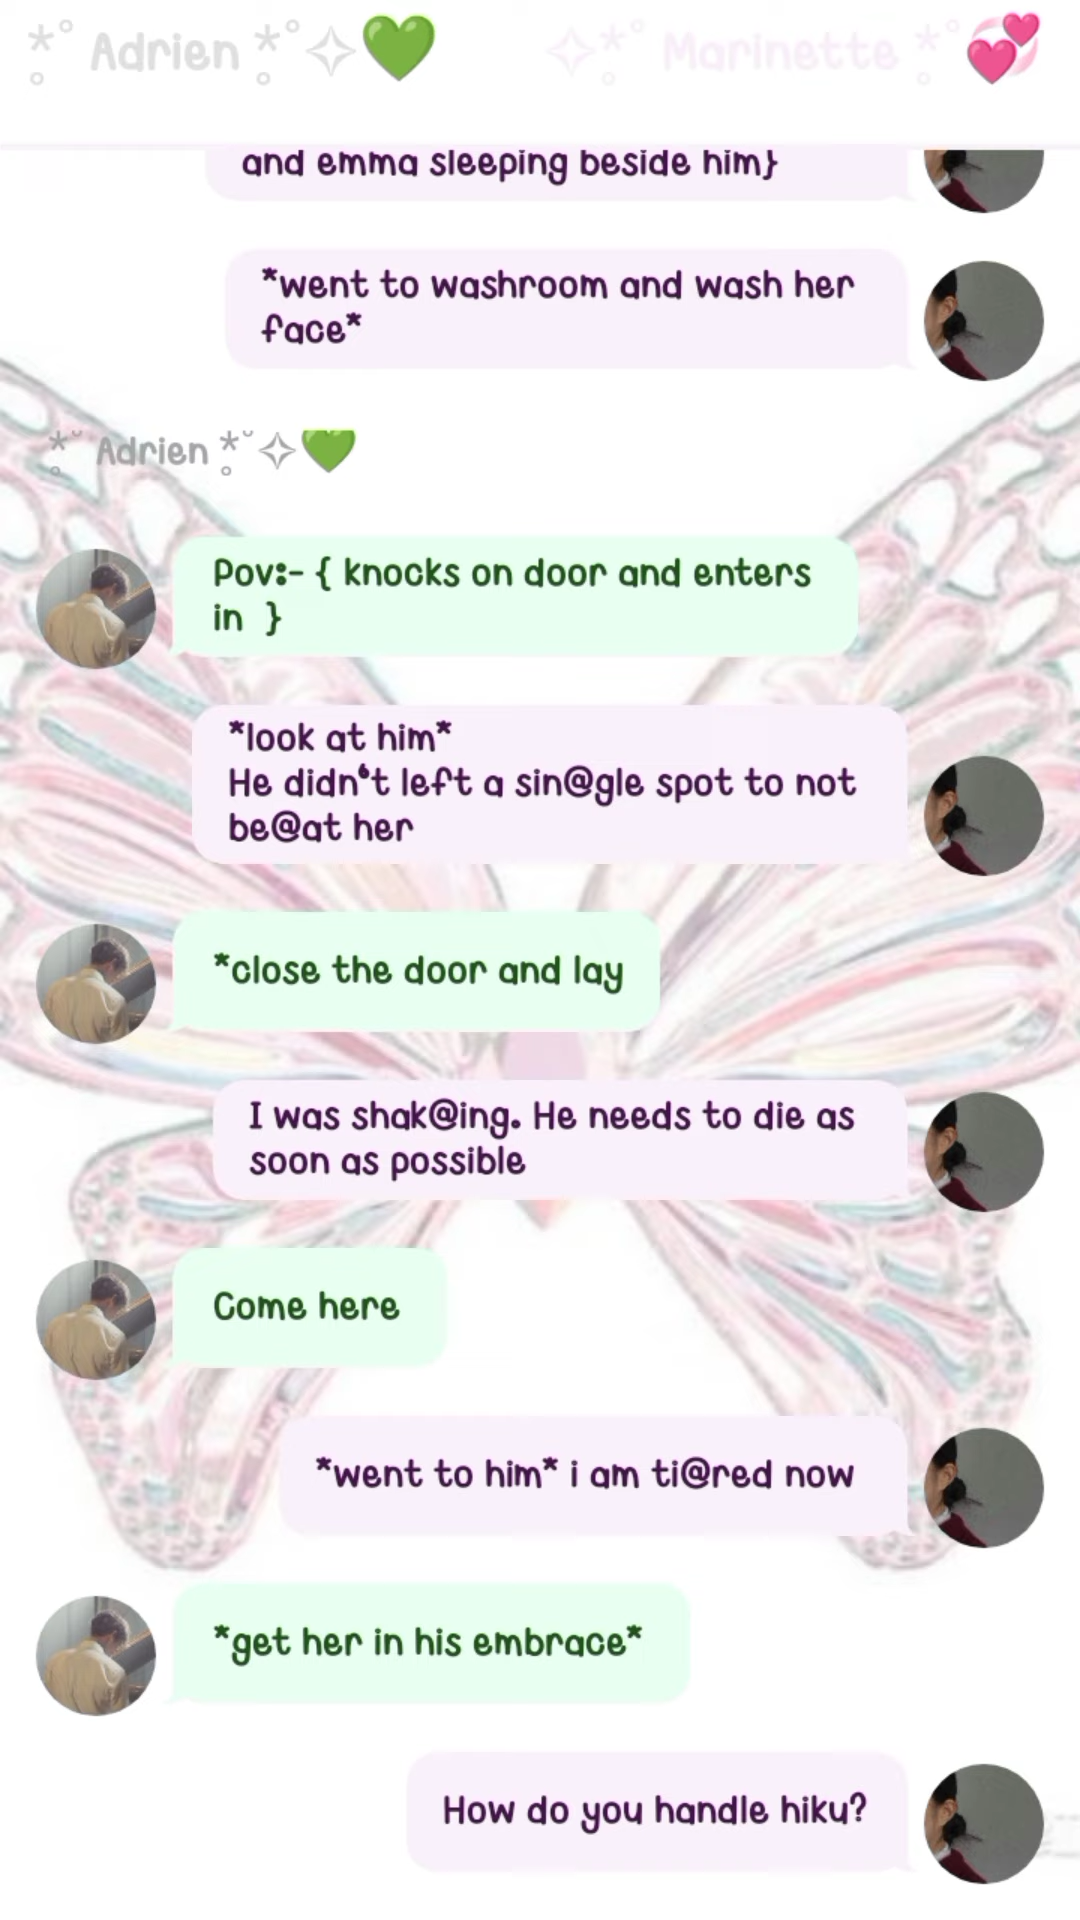 Adrien
Marinette
and emma sleeping beside him}
*went to washroom and wash her
face*
Adrien
Pov:- { knocks on door and enters
in }
*look at him*
He didn't left a sin@gle spot to not
be@at her
*close the door and lay
I was shak@ing. He needs to die as
soon as possible
Come here
*went to him* i am ti@red now
*get her in his embrace*
How do you handle hiku?